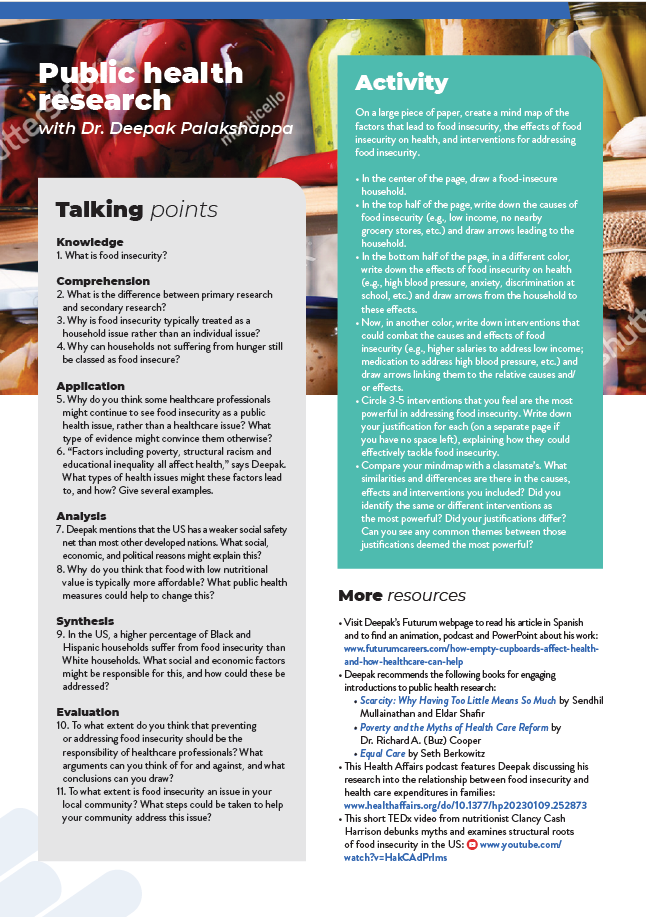 Public health
research
with Dr. Deepak Palakshappa
Talking points
Knowledge
1. What is food insecurity?
Comprehension
2. What is the difference between primary research
and secondary research?
3. Why is food insecurity typically treated as a
household issue rather than an individual issue?
4. Why can households not suffering from hunger still
be classed as food insecure?
Application
5. Why do you think some healthcare professionals
might continue to see food insecurity as a public
health issue, rather than a healthcare issue? What
type of evidence might convince them otherwise?
6. “Factors including poverty, structural racism and
educational inequality all affect health,” says Deepak.
What types of health issues might these factors lead
to, and how? Give several examples.
Analysis
7. Deepak mentions that the US has a weaker social safety
net than most other developed nations. What social,
economic, and political reasons might explain this?
8. Why do you think that food with low nutritional
value is typically more affordable? What public health
measures could help to change this?
Synthesis
9. In the US, a higher percentage of Black and
Hispanic households suffer from food insecurity than
White households. What social and economic factors
might be responsible for this, and how could these be
addressed?
Evaluation
10. To what extent do you think that preventing
or addressing food insecurity should be the
responsibility of healthcare professionals? What
arguments can you think of for and against, and what
conclusions can you draw?
11. To what extent is food insecurity an issue in your
local community? What steps could be taken to help
your community address this issue?
Activity
On a large piece of paper, create a mind map of the
factors that lead to food insecurity, the effects of food
insecurity on health, and interventions for addressing
food insecurity.
• In the center of the page, draw a food-insecure
household.
• In the top half of the page, write down the causes of
food insecurity (e.g., low income, no nearby
grocery stores, etc.) and draw arrows leading to the
household.
• In the bottom half of the page, in a different color,
write down the effects of food insecurity on health
(e.g., high blood pressure, anxiety, discrimination at
school, etc.) and draw arrows from the household to
these effects.
• Now, in another color, write down interventions that
could combat the causes and effects of food
insecurity (e.g., higher salaries to address low income;
medication to address high blood pressure, etc.) and
draw arrows linking them to the relative causes and/
or effects.
• Circle 3-5 interventions that you feel are the most
powerful in addressing food insecurity. Write down
your justification for each (on a separate page if
you have no space left), explaining how they could
effectively tackle food insecurity.
• Compare your mindmap with a classmate’s. What
similarities and differences are there in the causes,
effects and interventions you included? Did you
identify the same or different interventions as
the most powerful? Did your justifications differ?
Can you see any common themes between those
justifications deemed the most powerful?
More resources
• Visit Deepak’s Futurum webpage to read his article in Spanish
and to find an animation, podcast and PowerPoint about his work:
www.futurumcareers.com/how-empty-cupboards-affect-health-
and-how-healthcare-can-help
• Deepak recommends the following books for engaging
introductions to public health research:
• Scarcity: Why Having Too Little Means So Much by Sendhil
Mullainathan and Eldar Shafir
• Poverty and the Myths of Health Care Reform by
Dr. Richard A. (Buz) Cooper
• Equal Care by Seth Berkowitz
• This Health Affairs podcast features Deepak discussing his
research into the relationship between food insecurity and
health care expenditures in families:
www.healthaffairs.org/do/10.1377/hp20230109.252873
• This short TEDx video from nutritionist Clancy Cash
Harrison debunks myths and examines structural roots
of food insecurity in the US: www.youtube.com/
watch?v=HakCAdPrlms